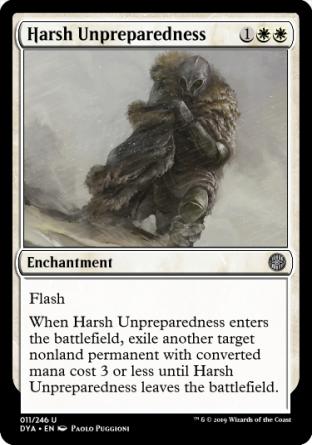 Harsh Unpreparedness 1
Enchantment
Flash
When Harsh Unpreparedness enters
the battlefield, exile another target
nonland permanent with converted
mana cost 3 or less until Harsh
Unpreparedness leaves the battlefield.
011/246 U
DYA • EN Paolo Puggioni
™ & © 2019 Wizards of the Coast